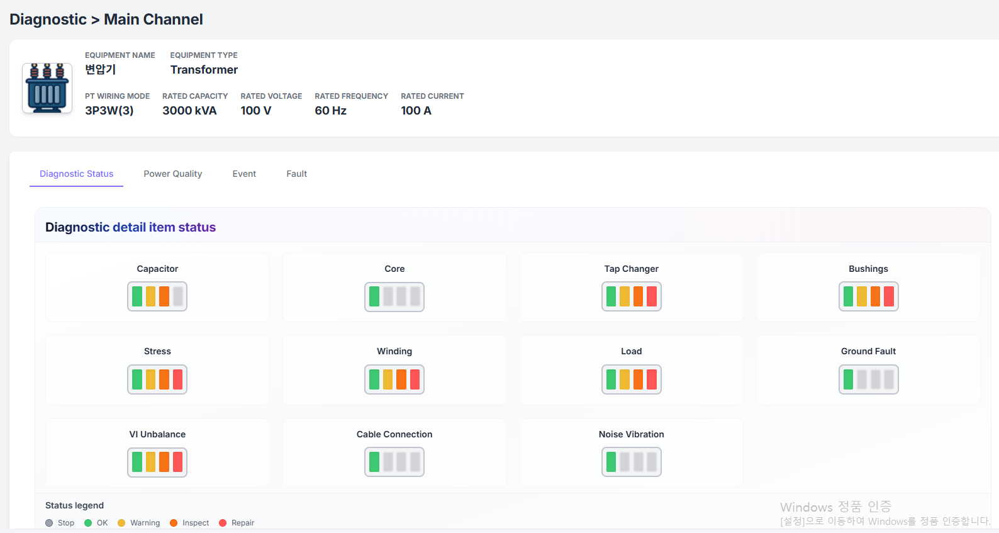 Diagnostic > Main Channel
EQUIPMENT NAME EQUIPMENT TYPE
변압기 Transformer
PT WIRING MODE RATED CAPACITY RATED VOLTAGE RATED FREQUENCY RATED CURRENT
3P3W(3) 3000 kVA 100 V 60 Hz 100 A
Diagnostic Status Power Quality Event Fault
Diagnostic detail item status
Capacitor Core Tap Changer Bushings
Stress Winding Load Ground Fault
VI Unbalance Cable Connection Noise Vibration
Status legend
Stop OK Warning Inspect Repair
Windows 정품 인증
[설정]으로 이동하여 Windows를 정품 인증합니다.